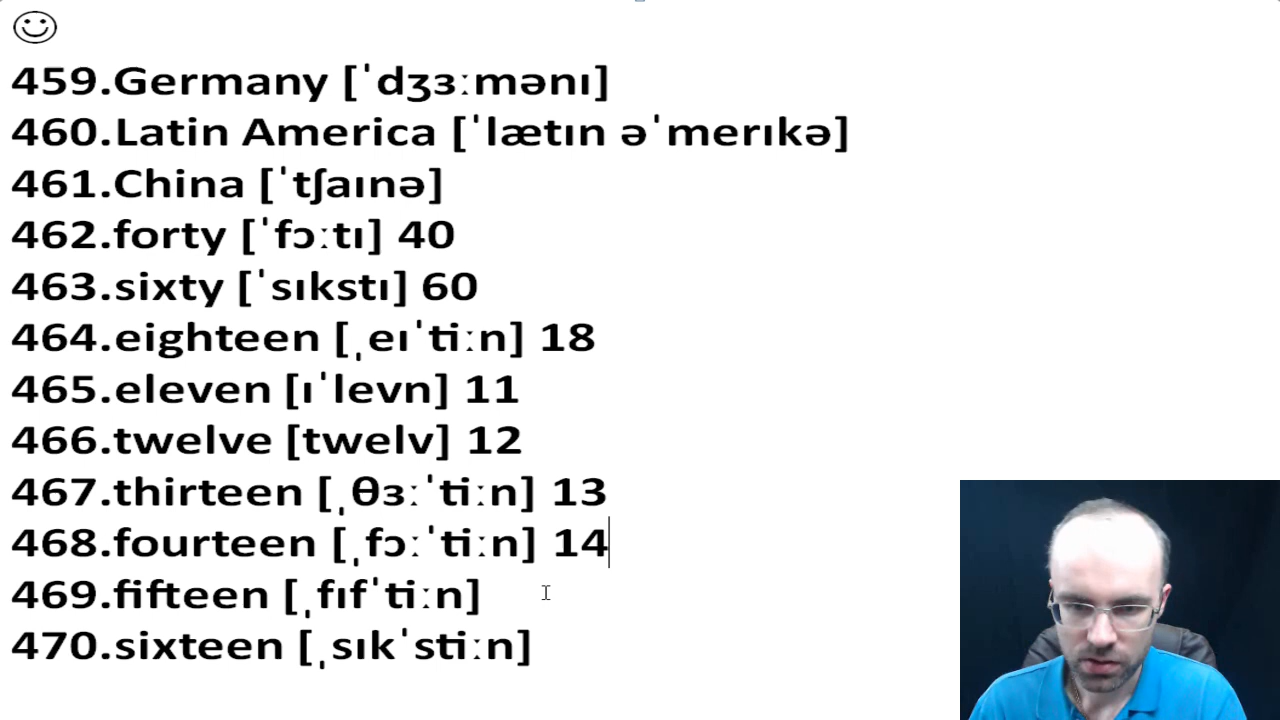 459.Germany [ˈdʒɜːmənɪ]
460.Latin America [ˈlætɪn əˈmerɪkə]
461.China [ˈtʃaɪnə]
462.forty [ˈfɔːtɪ] 40
463.sixty [ˈsɪkstɪ] 60
464.eighteen [ˌeɪˈtiːn] 18
465.eleven [ɪˈlevn] 11
466.twelve [twelv] 12
467.thirteen [ˌθɜːˈtiːn] 13
468.fourteen [ˌfɔːˈtiːn] 14
469.fifteen [ˌfɪfˈtiːn]
470.sixteen [ˌsɪkˈstiːn]